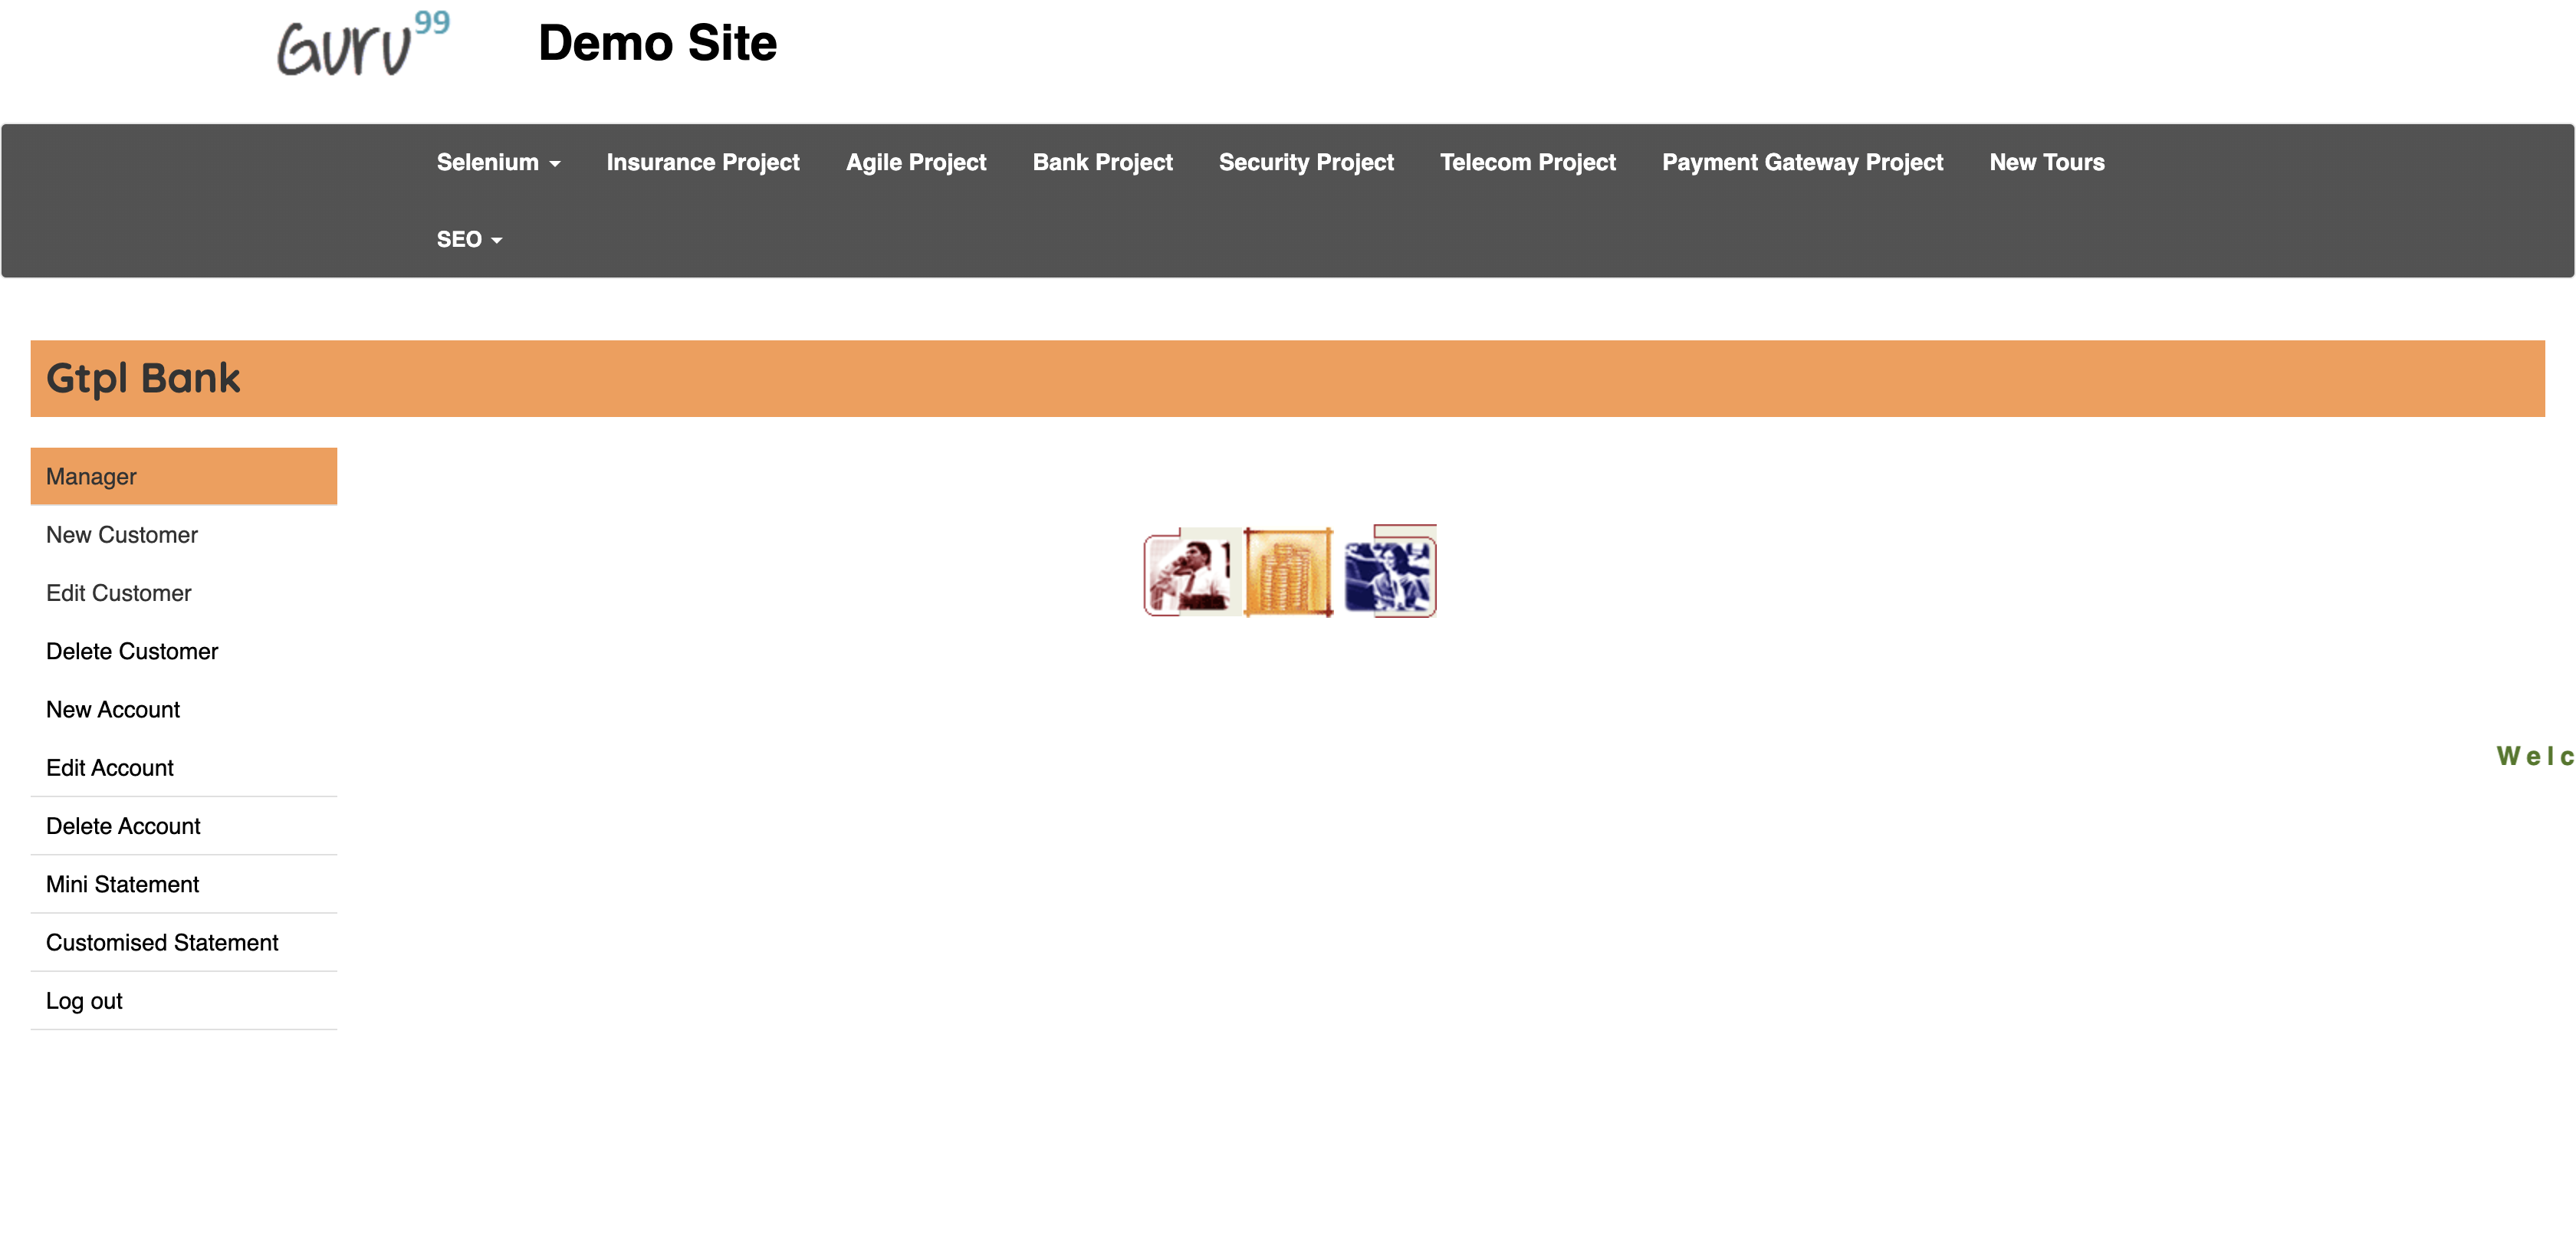 Guru99 Demo Site
Selenium Insurance Project Agile Project Bank Project Security Project Telecom Project Payment Gateway Project New Tours
SEO
Gtpl Bank
Manager
New Customer
Edit Customer
Delete Customer
New Account
Edit Account
Welc
Delete Account
Mini Statement
Customised Statement
Log out